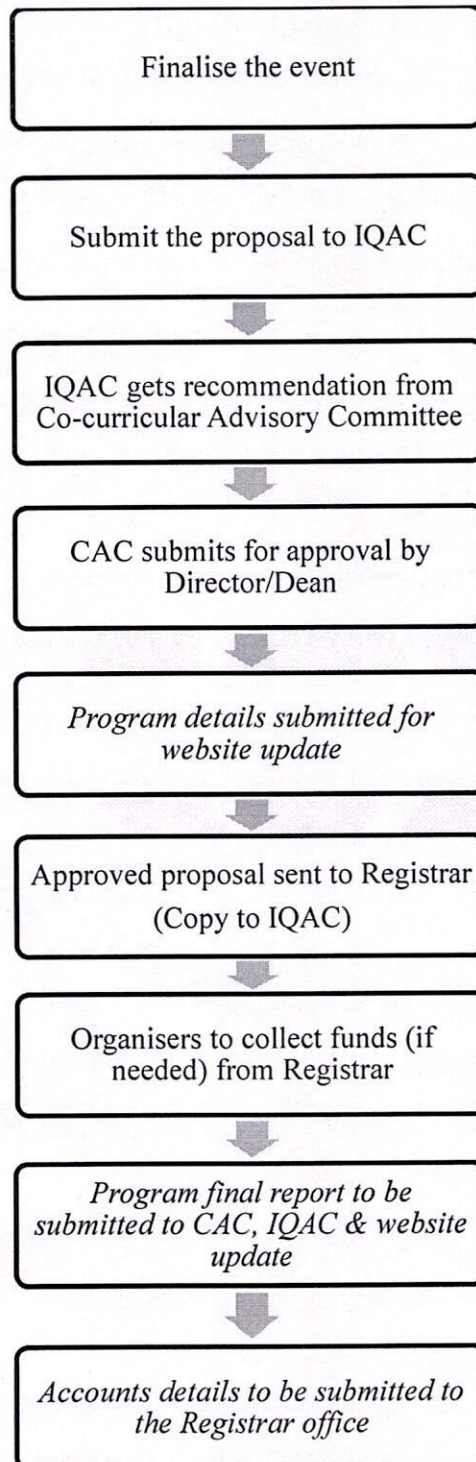 Finalise the event
Submit the proposal to IQAC
IQAC gets recommendation from
Co-curricular Advisory Committee
CAC submits for approval by
Director/Dean
Program details submitted for
website update
Approved proposal sent to Registrar
(Copy to IQAC)
Organisers to collect funds (if
needed) from Registrar
Program final report to be
submitted to CAC, IQAC & website
update
Accounts details to be submitted to
the Registrar office